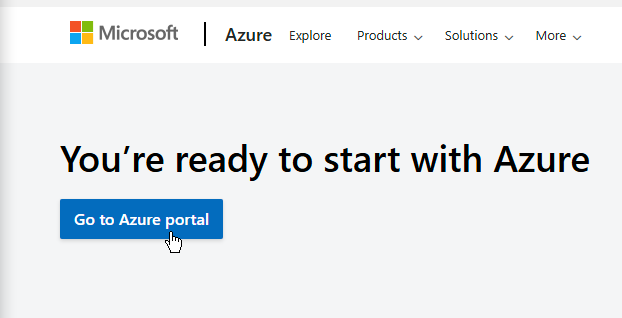 Microsoft Azure Explore Products Solutions More
You’re ready to start with Azure
Go to Azure portal